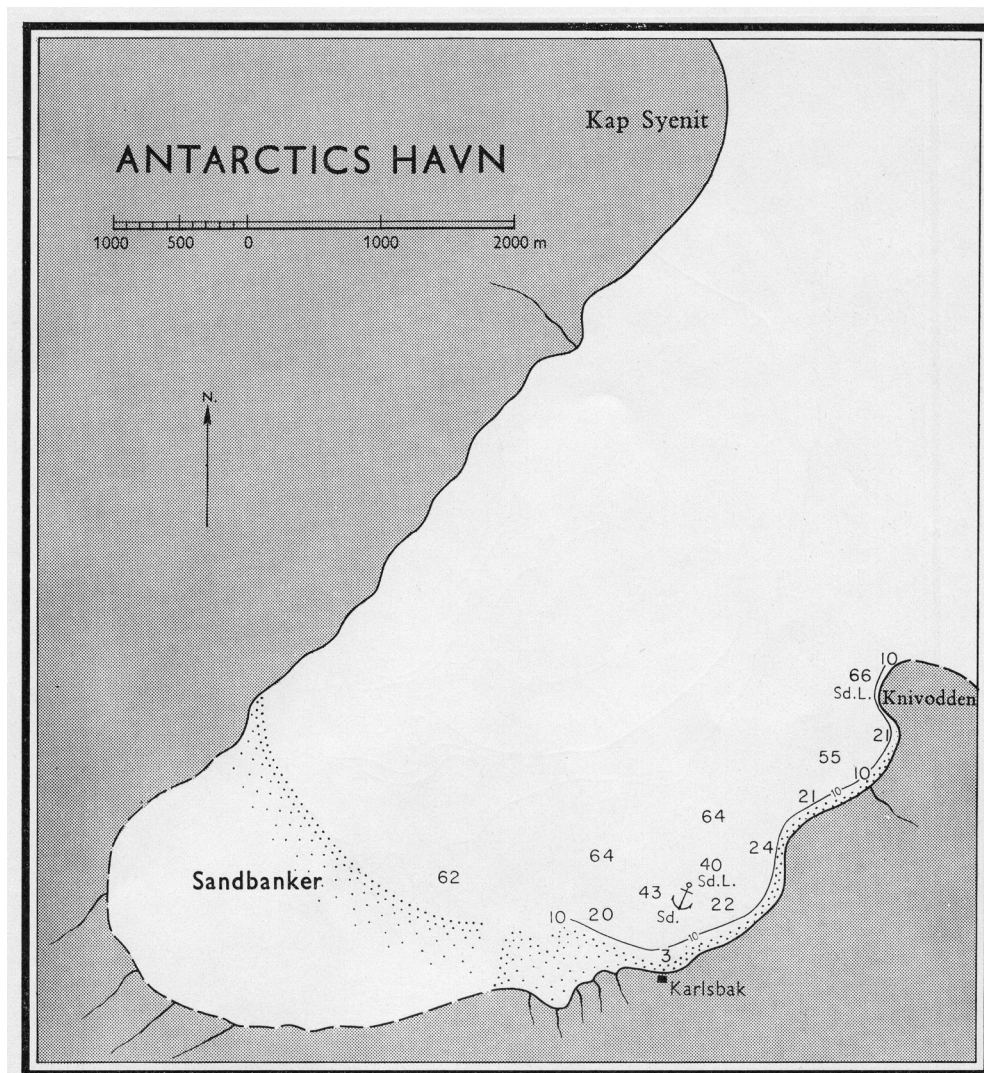 Kap Syenit
ANTARCTICS HAVN
1000 500 0 1000 2000 m
N.
10
66
Sd.L.
Knivodden
21
55
10
21
10
64
24
64
40
Sd.L.
62
Sandbanker
43
22
Sd.
10
20
10
3
Karlsbak